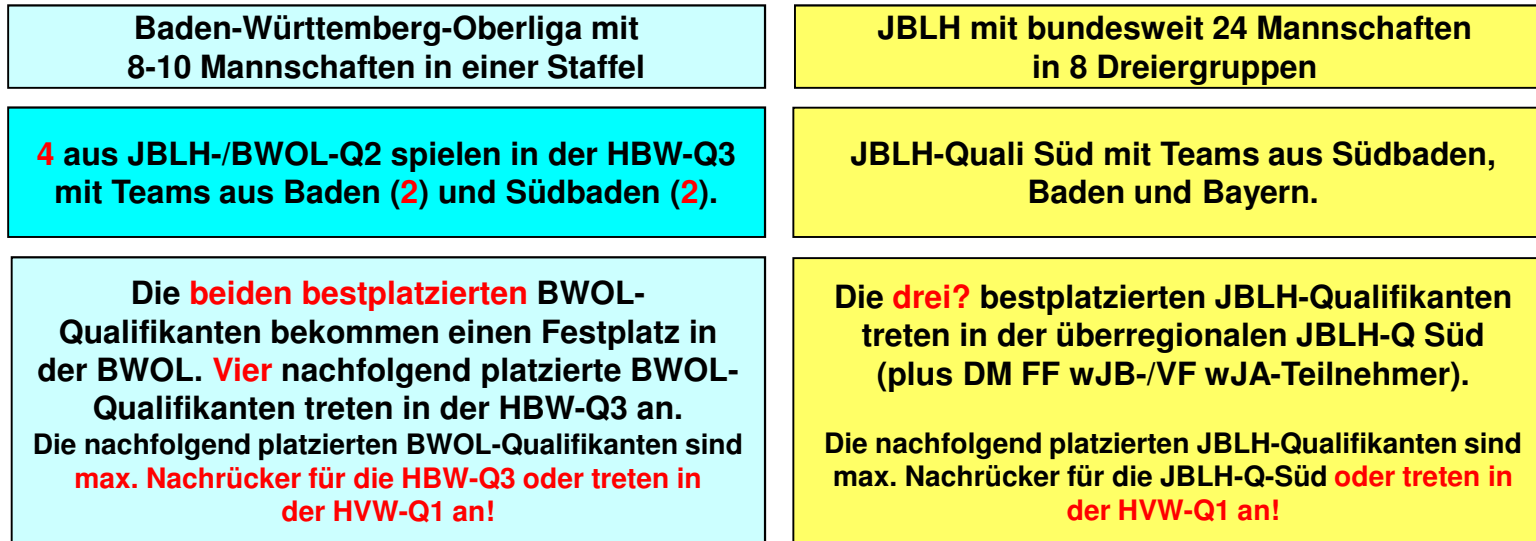 Baden-Württemberg-Oberliga mit
8-10 Mannschaften in einer Staffel
4 aus JBLH-/BWOL-Q2 spielen in der HBW-Q3
mit Teams aus Baden (2) und Südbaden (2).
Die beiden bestplatzierten BWOL-
Qualifikanten bekommen einen Festplatz in
der BWOL. Vier nachfolgend platzierte BWOL-
Qualifikanten treten in der HBW-Q3 an.
Die nachfolgend platzierten BWOL-Qualifikanten sind
max. Nachrücker für die HBW-Q3 oder treten in
der HVW-Q1 an!
JBLH mit bundesweit 24 Mannschaften
in 8 Dreiergruppen
JBLH-Quali Süd mit Teams aus Südbaden,
Baden und Bayern.
Die drei? bestplatzierten JBLH-Qualifikanten
treten in der überregionalen JBLH-Q Süd
(plus DM FF wJB-/VF wJA-Teilnehmer).
Die nachfolgend platzierten JBLH-Qualifikanten sind
max. Nachrücker für die JBLH-Q-Süd oder treten in
der HVW-Q1 an!